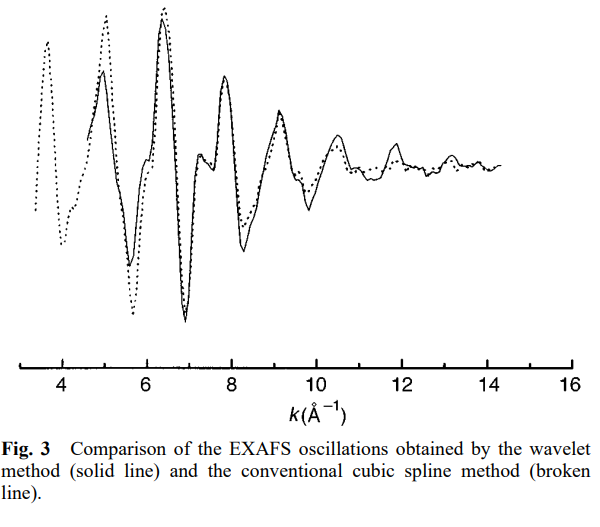 4 6 8 10 12 14 16
k(Å⁻¹)
Fig. 3 Comparison of the EXAFS oscillations obtained by the wavelet
method (solid line) and the conventional cubic spline method (broken
line).